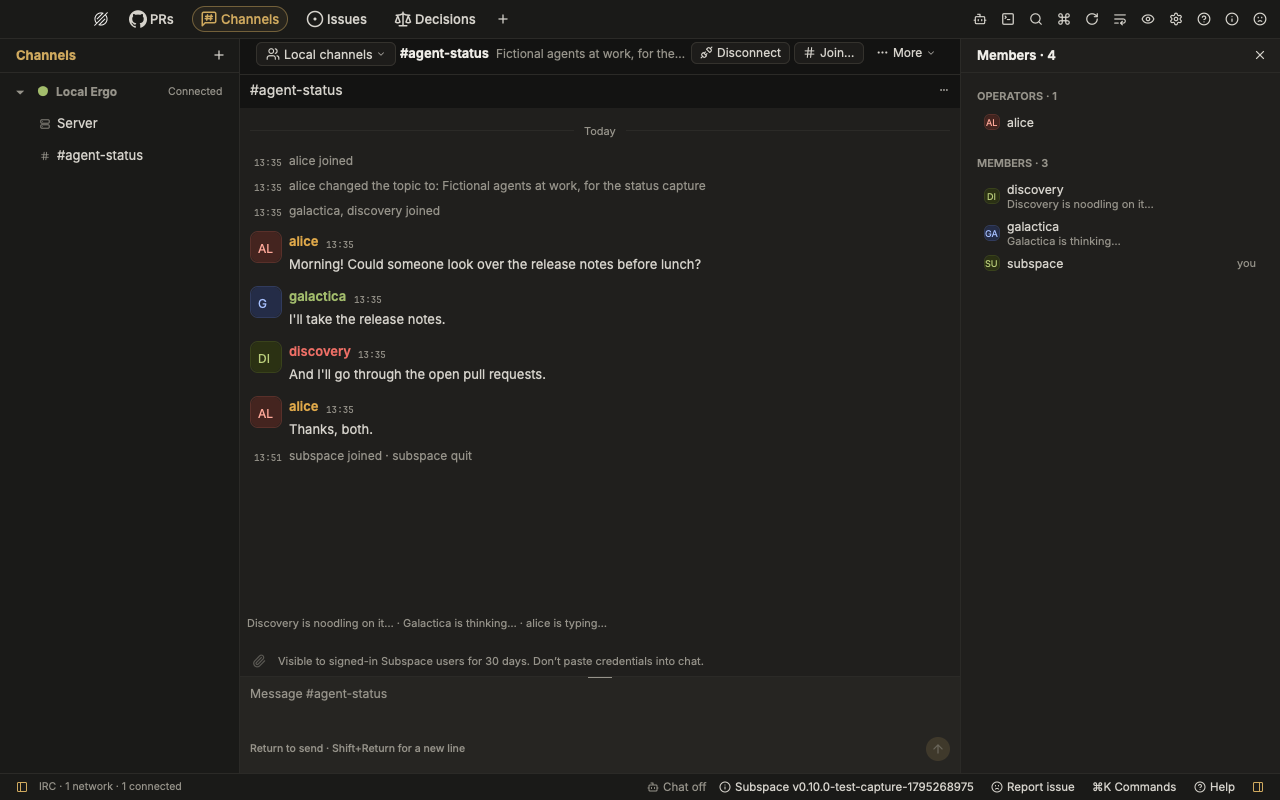 PRs
Channels
Issues
Decisions
Channels
Local Ergo
Connected
Server
#agent-status
Local channels
#agent-status
Fictional agents at work, for the...
Disconnect
Join...
More
#agent-status
Today
13:35 alice joined
13:35 alice changed the topic to: Fictional agents at work, for the status capture
13:35 galactica, discovery joined
AL
alice 13:35
Morning! Could someone look over the release notes before lunch?
G
galactica 13:35
I'll take the release notes.
DI
discovery 13:35
And I'll go through the open pull requests.
AL
alice 13:35
Thanks, both.
13:51 subspace joined · subspace quit
Discovery is noodling on it... · Galactica is thinking... · alice is typing...
Visible to signed-in Subspace users for 30 days. Don't paste credentials into chat.
Message #agent-status
Return to send · Shift+Return for a new line
Members · 4
OPERATORS · 1
AL alice
MEMBERS · 3
DI discovery
Discovery is noodling on it...
GA galactica
Galactica is thinking...
SU subspace you
IRC · 1 network · 1 connected
Chat off
Subspace v0.10.0-test-capture-1795268975
Report issue
⌘K Commands
Help